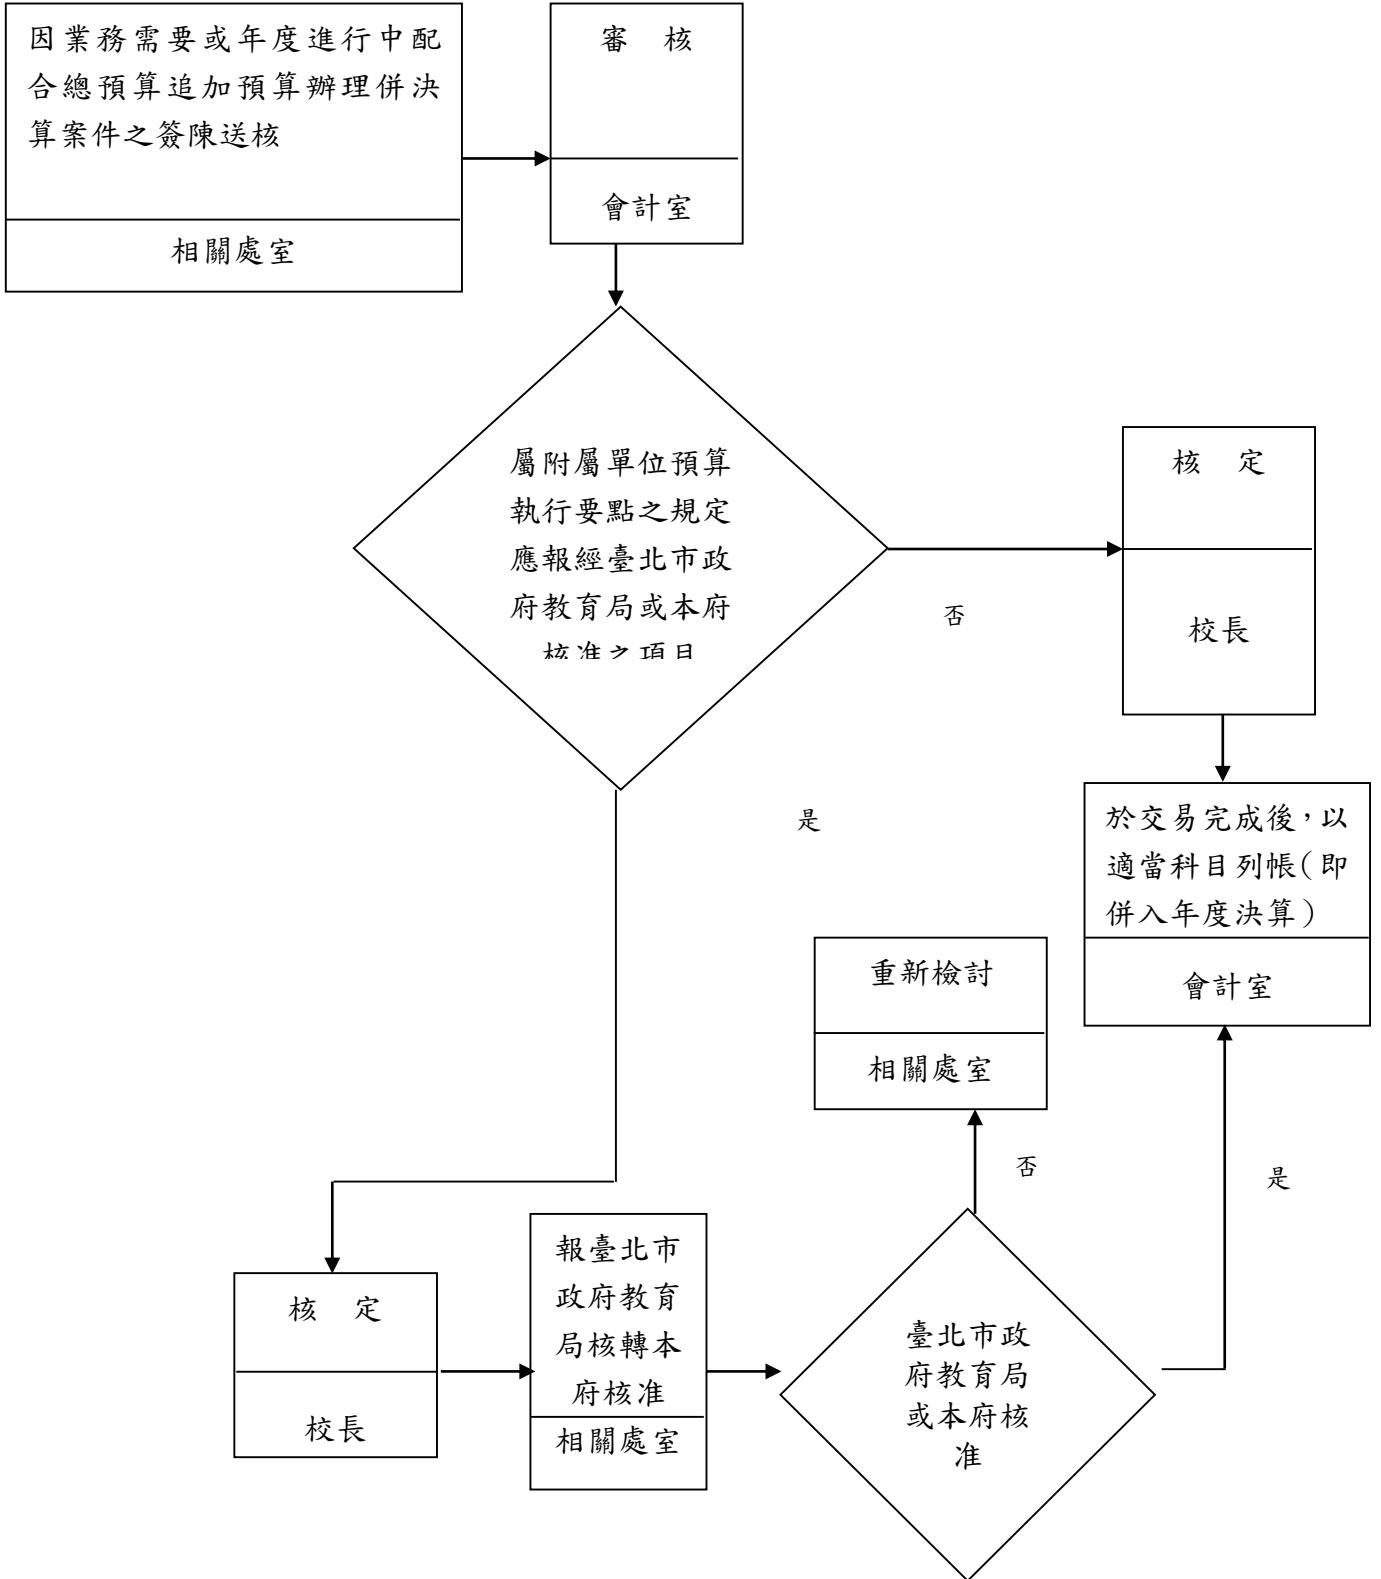 因業務需要或年度進行中配
合總預算追加預算辦理併決
算案件之簽陳送核
相關處室
審　核
會計室
屬附屬單位預算
執行要點之規定
應報經臺北市政
府教育局或本府
核准之項目
否
核　定
校長
是
於交易完成後，以
適當科目列帳（即
併入年度決算）
會計室
重新檢討
相關處室
否
是
核　定
校長
報臺北市
政府教育
局核轉本
府核准
相關處室
臺北市政
府教育局
或本府核
准